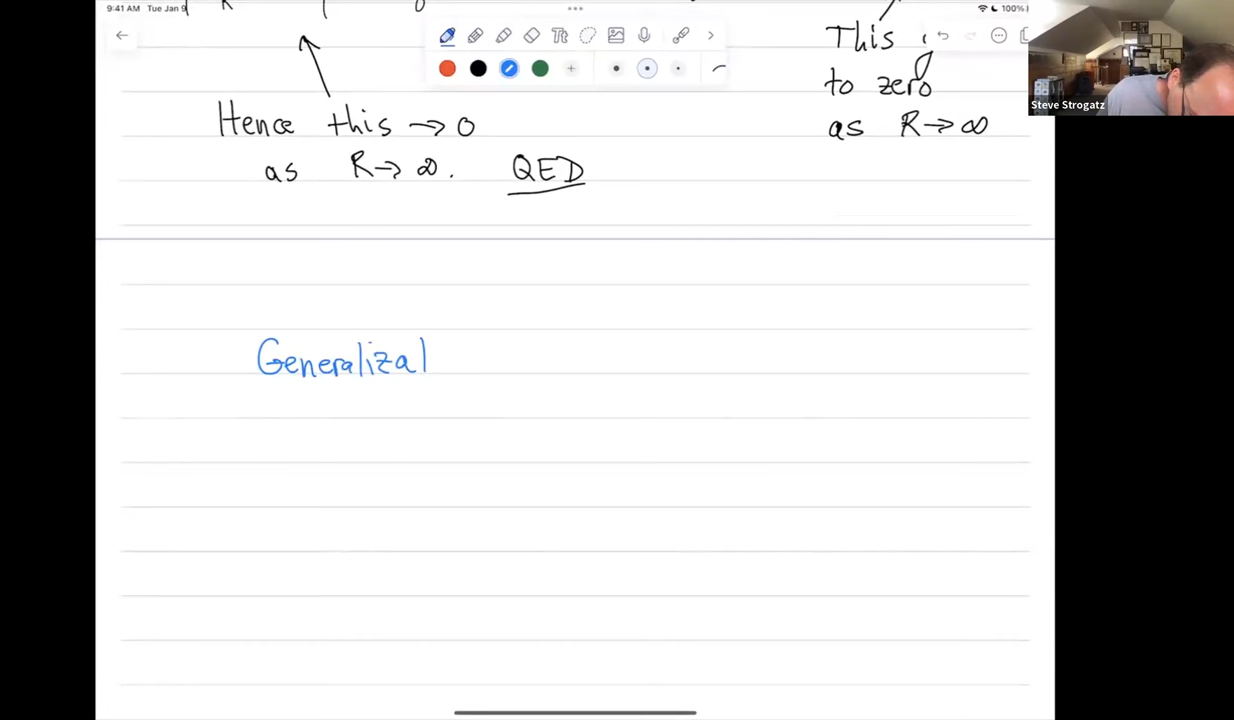 9:41 AM Tue Jan 9
100%
This
to zero
Steve Strogatz
Hence this → 0
as R → ∞
as R → ∞. QED
Generalizal